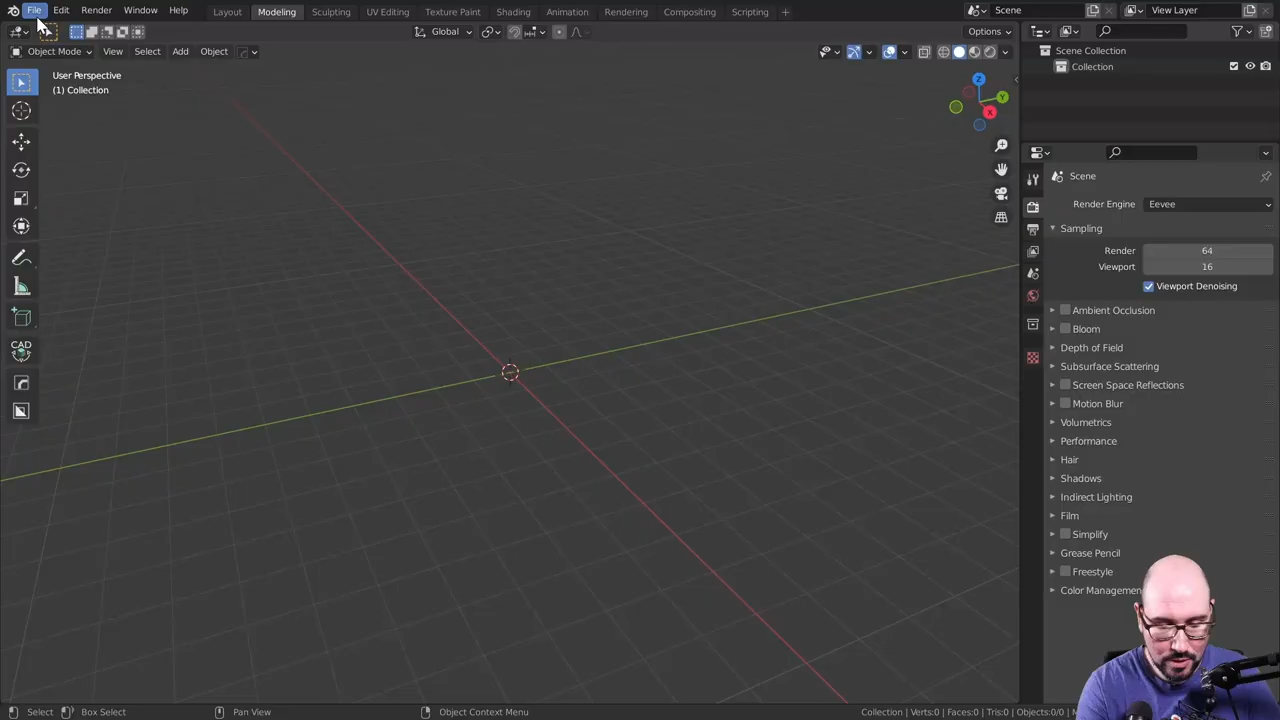 File Edit Render Window Help Layout Modeling Sculpting UV Editing Texture Paint Shading Animation Rendering Compositing Scripting + Scene View Layer
Global Options
Object Mode View Select Add Object
User Perspective
(1) Collection
Z
Y
X
CAD
Scene Collection
Collection
Scene
Render Engine Eevee
Sampling
Render 64
Viewport 16
Viewport Denoising
Ambient Occlusion
Bloom
Depth of Field
Subsurface Scattering
Screen Space Reflections
Motion Blur
Volumetrics
Performance
Hair
Shadows
Indirect Lighting
Film
Simplify
Grease Pencil
Freestyle
Color Managemen
Select Box Select Pan View Object Context Menu Collection | Verts:0 | Faces:0 | Tris:0 | Objects:0/0 |